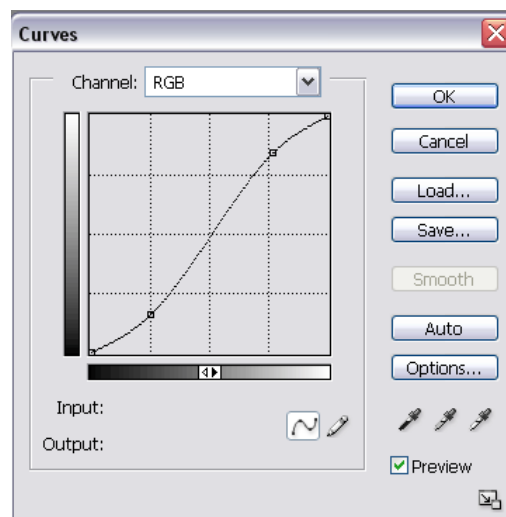 Curves
Channel: RGB
OK
Cancel
Load...
Save...
Smooth
Auto
Options...
Input:
Output:
Preview